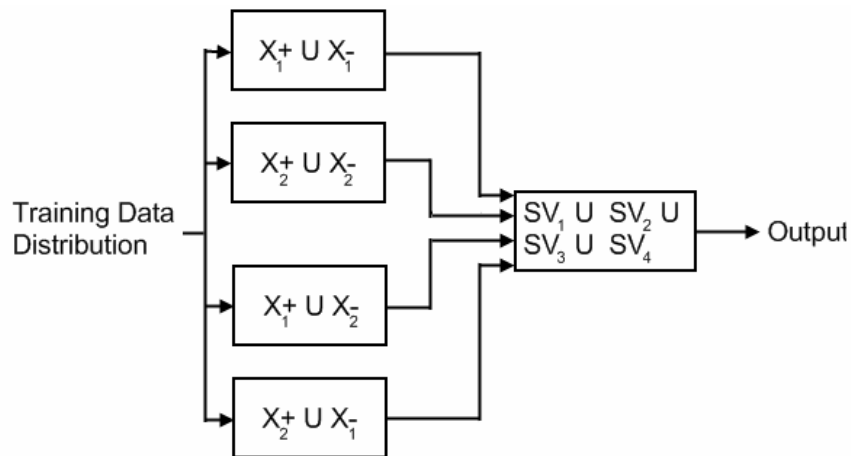 X₁+ U X₁-
X₂+ U X₂-
Training Data
Distribution
SV₁ U SV₂ U
SV₃ U SV₄
Output
X₁+ U X₂-
X₂+ U X₁-